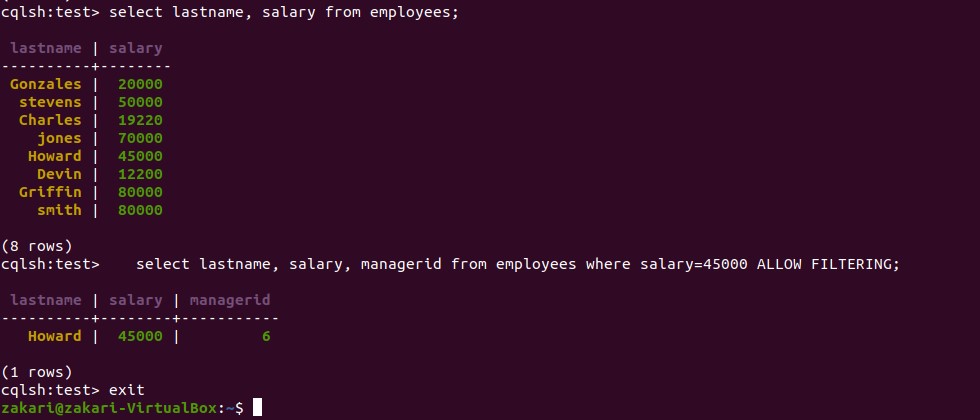 cqlsh:test> select lastname, salary from employees;
 lastname | salary
----------+--------
 Gonzales |  20000
  stevens |  50000
  Charles |  19220
    jones |  70000
   Howard |  45000
    Devin |  12200
  Griffin |  80000
    smith |  80000
(8 rows)
cqlsh:test>    select lastname, salary, managerid from employees where salary=45000 ALLOW FILTERING;
 lastname | salary | managerid
----------+--------+-----------
   Howard |  45000 |         6
(1 rows)
cqlsh:test> exit
zakari@zakari-VirtualBox:~$